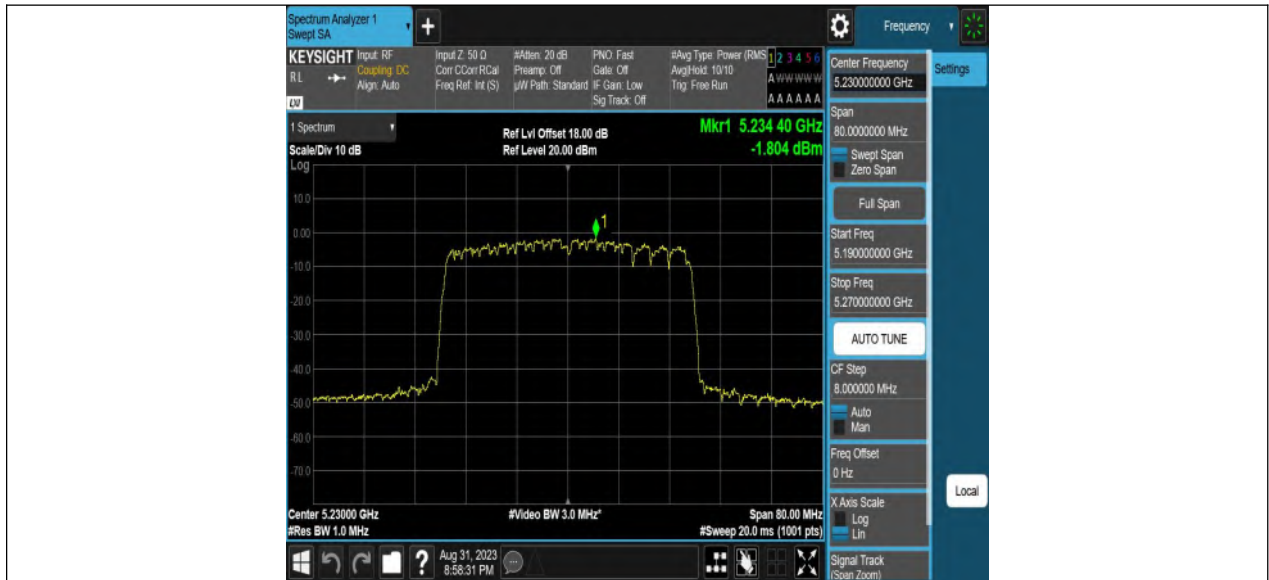 Spectrum Analyzer 1
Swept SA
+
Frequency
KEYSIGHT Input: RF Input Z: 50 Ω #Atten: 20 dB PNO: Fast #Avg Type: Power (RMS 1 2 3 4 5 6
RL Coupling: DC Corr CCorr RCal Preamp: Off Gate: Off Avg|Hold: 10/10 A W W W W W
Align: Auto Freq Ref: Int (S) µW Path: Standard IF Gain: Low Trig: Free Run
Sig Track: Off A A A A A A
LXI
1 Spectrum
Scale/Div 10 dB
Ref Lvl Offset 18.00 dB
Ref Level 20.00 dBm
Mkr1 5.234 40 GHz
-1.804 dBm
Log
10.0
0.00
-10.0
-20.0
-30.0
-40.0
-50.0
-60.0
-70.0
1
Center 5.23000 GHz #Video BW 3.0 MHz* Span 80.00 MHz
#Res BW 1.0 MHz #Sweep 20.0 ms (1001 pts)
?
Aug 31, 2023
8:58:31 PM
Center Frequency
5.230000000 GHz
Settings
Span
80.0000000 MHz
Swept Span
Zero Span
Full Span
Start Freq
5.190000000 GHz
Stop Freq
5.270000000 GHz
AUTO TUNE
CF Step
8.000000 MHz
Auto
Man
Freq Offset
0 Hz
X Axis Scale
Log
Lin
Local
Signal Track
(Span Zoom)